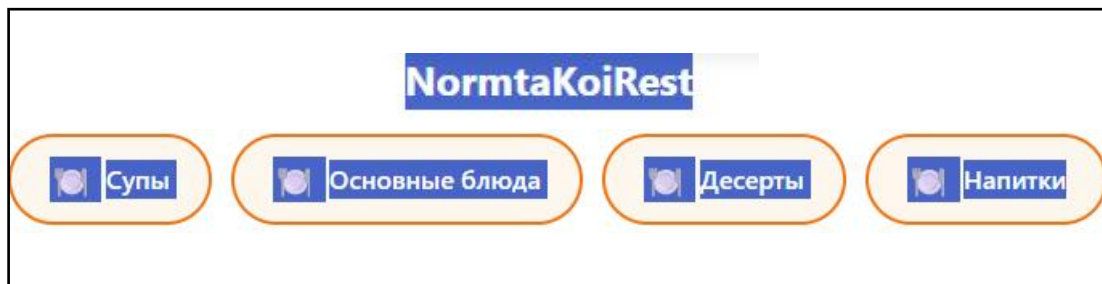 NormtaKoiRest
🍽️ Супы 🍽️ Основные блюда 🍽️ Десерты 🍽️ Напитки